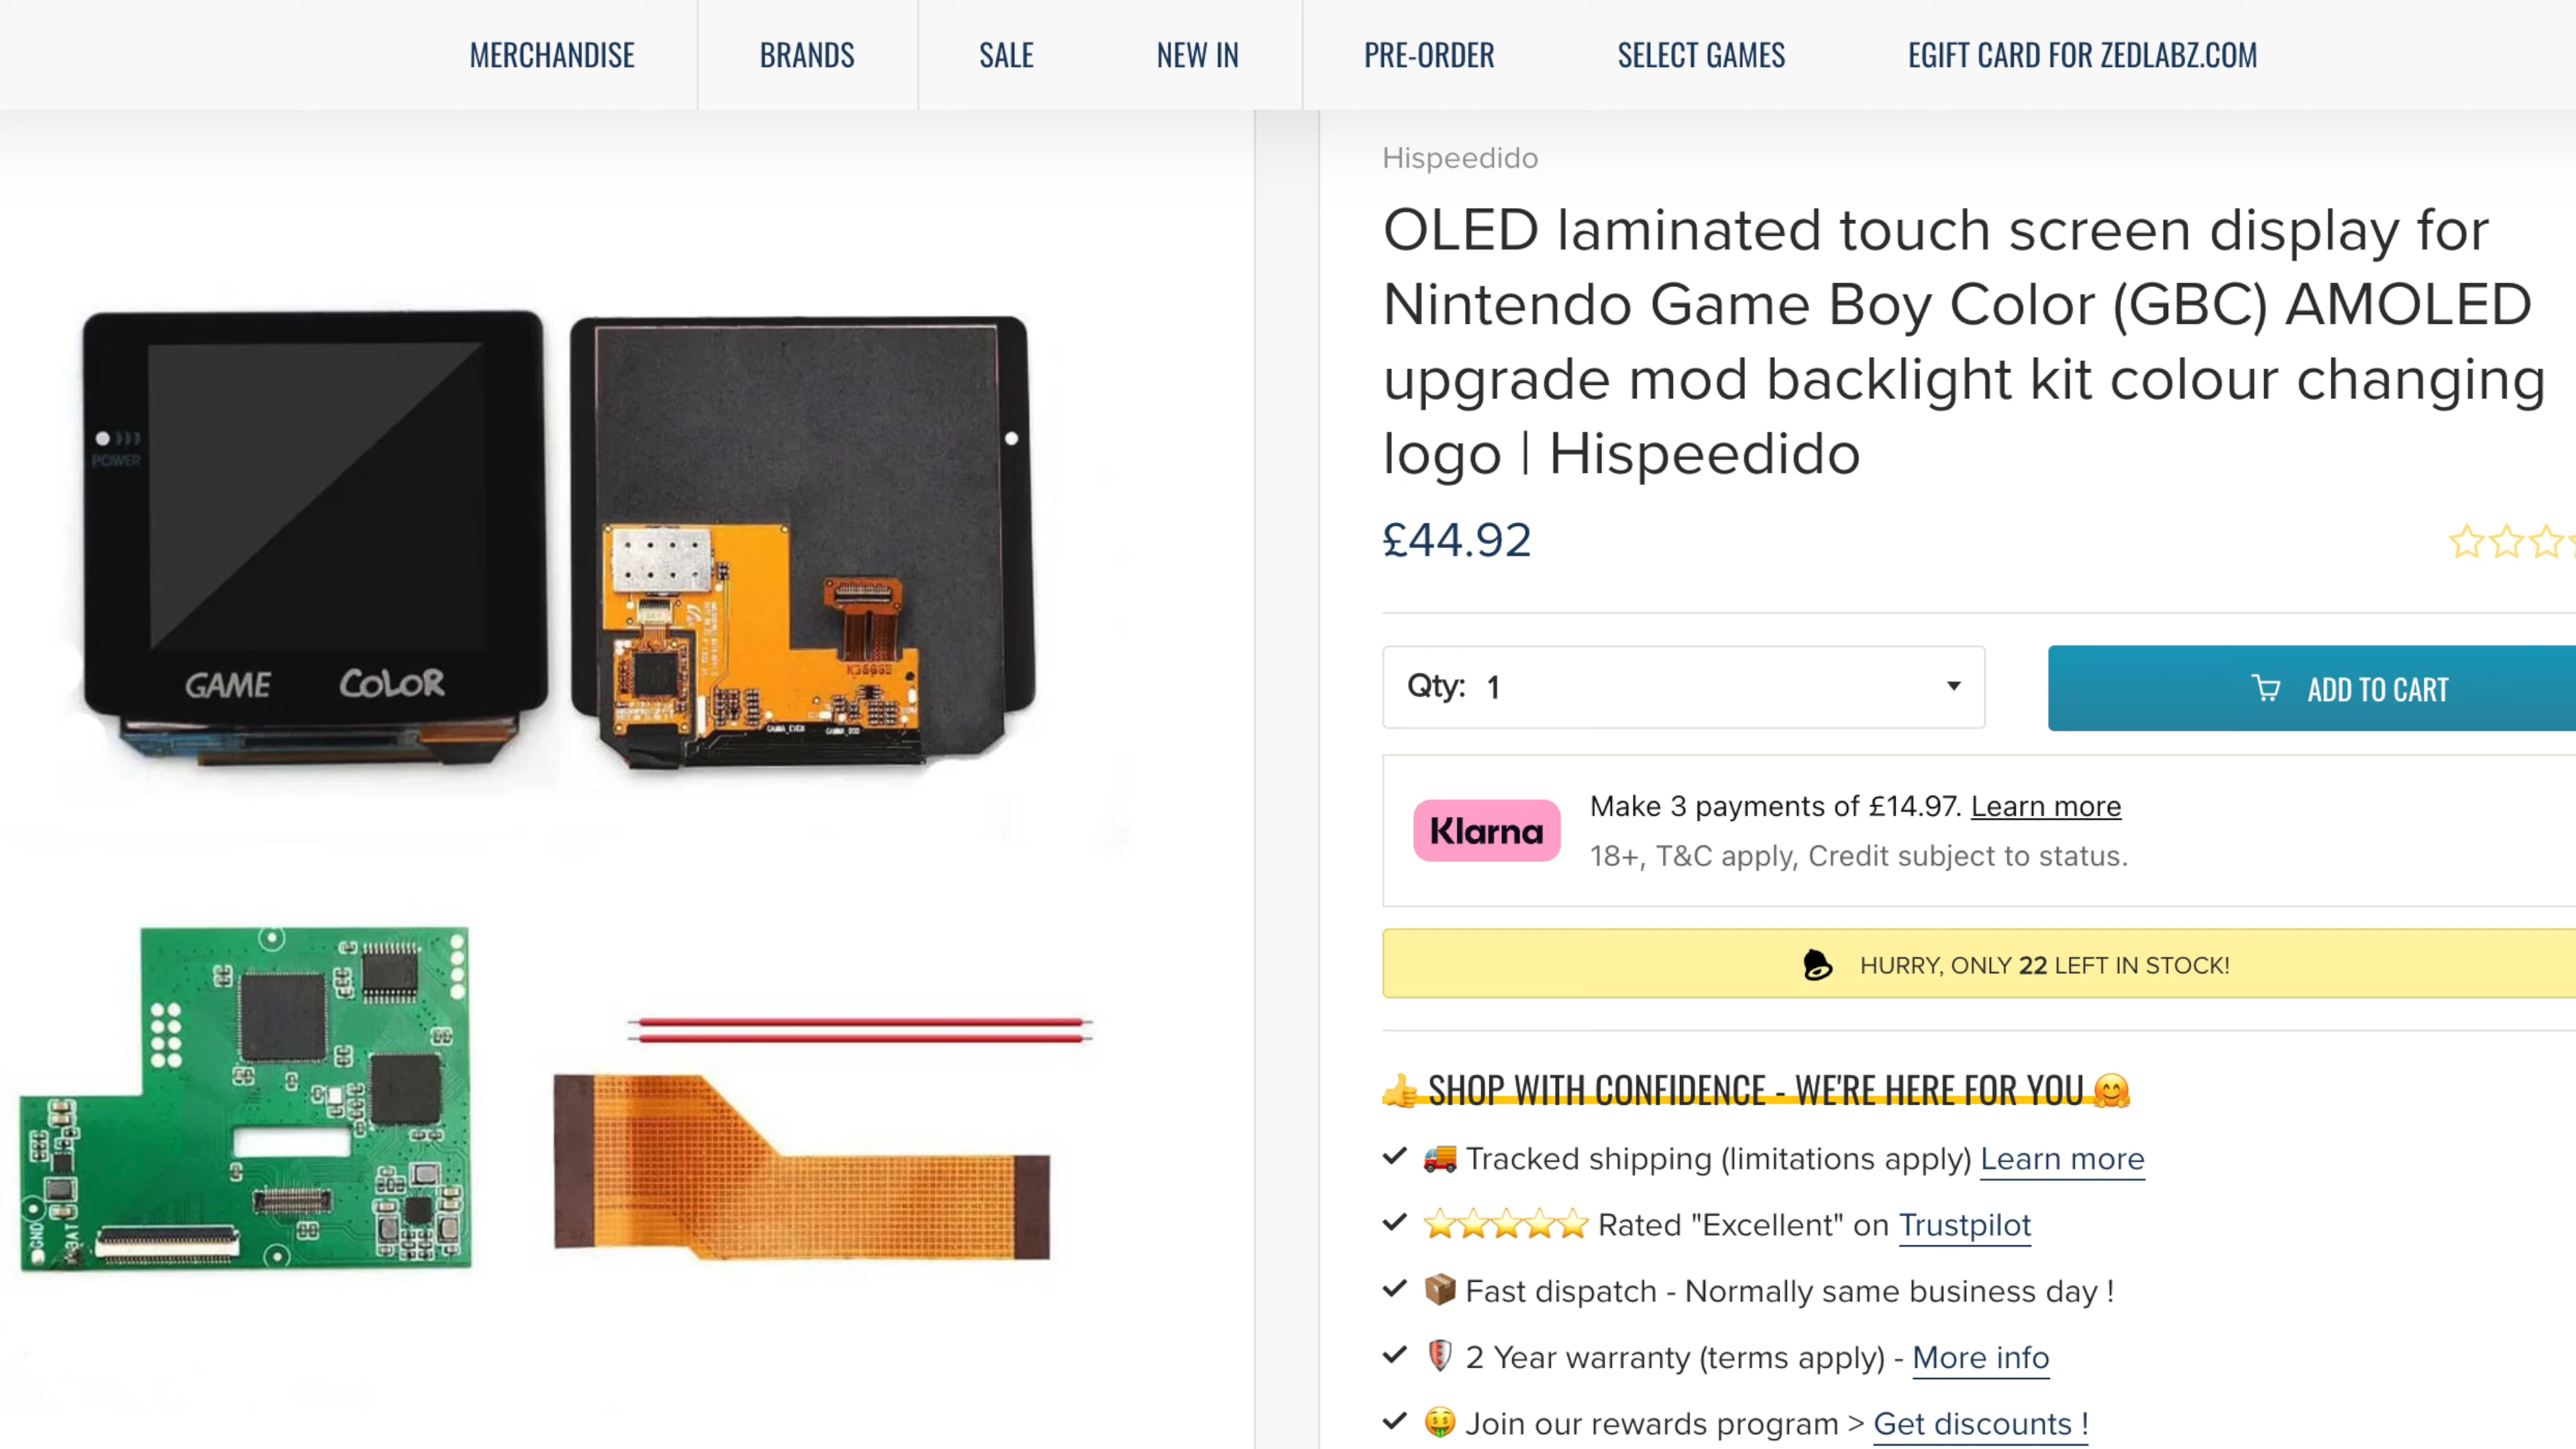 MERCHANDISE
BRANDS
SALE
NEW IN
PRE-ORDER
SELECT GAMES
EGIFT CARD FOR ZEDLABZ.COM
POWER
GAME COLOR
K3666B
GAMMA_EVEN GAMMA_ODD
GND
BAT
Hispeedido
OLED laminated touch screen display for
Nintendo Game Boy Color (GBC) AMOLED
upgrade mod backlight kit colour changing
logo | Hispeedido
£44.92
Qty: 1
ADD TO CART
Klarna
Make 3 payments of £14.97. Learn more
18+, T&C apply, Credit subject to status.
HURRY, ONLY 22 LEFT IN STOCK!
👍 SHOP WITH CONFIDENCE - WE'RE HERE FOR YOU 🤗
✓ 🚚 Tracked shipping (limitations apply) Learn more
✓ ⭐⭐⭐⭐⭐ Rated "Excellent" on Trustpilot
✓ 📦 Fast dispatch - Normally same business day !
✓ 🛡️ 2 Year warranty (terms apply) - More info
✓ 🤑 Join our rewards program > Get discounts !